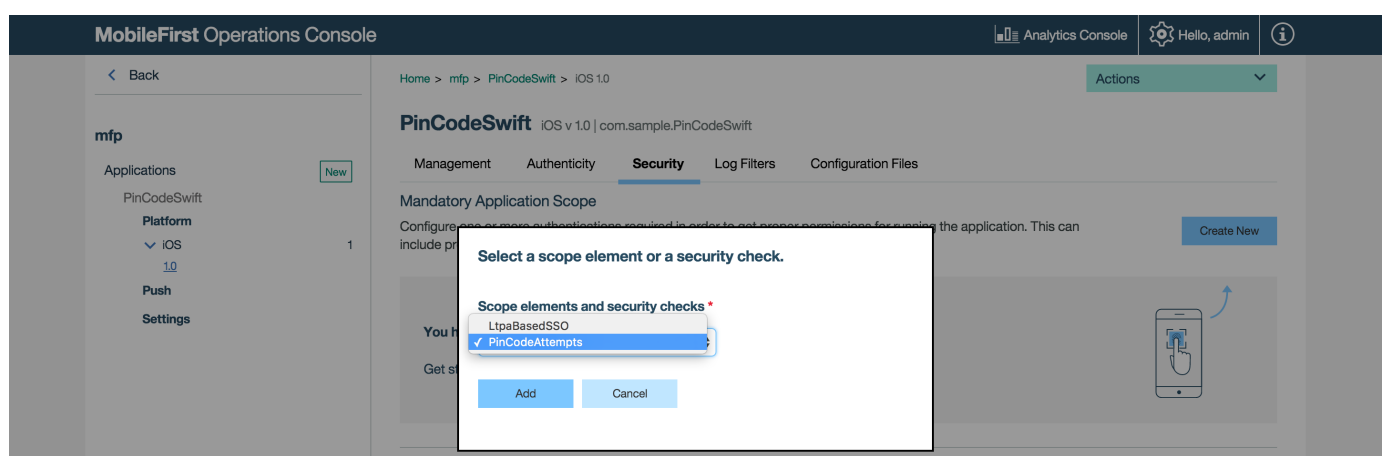 MobileFirst Operations Console
Analytics Console
Hello, admin
Back
Home > mfp > PinCodeSwift > iOS 1.0
Actions
mfp
PinCodeSwift iOS v 1.0 | com.sample.PinCodeSwift
Applications
New
Management Authenticity Security Log Filters Configuration Files
PinCodeSwift
Platform
iOS 1
1.0
Push
Settings
Mandatory Application Scope
Configure one or more authentications required in order to get proper permissions for running the application. This can
include pr
Create New
You h
Get st
Select a scope element or a security check.
Scope elements and security checks *
LtpaBasedSSO
✓ PinCodeAttempts
Add Cancel